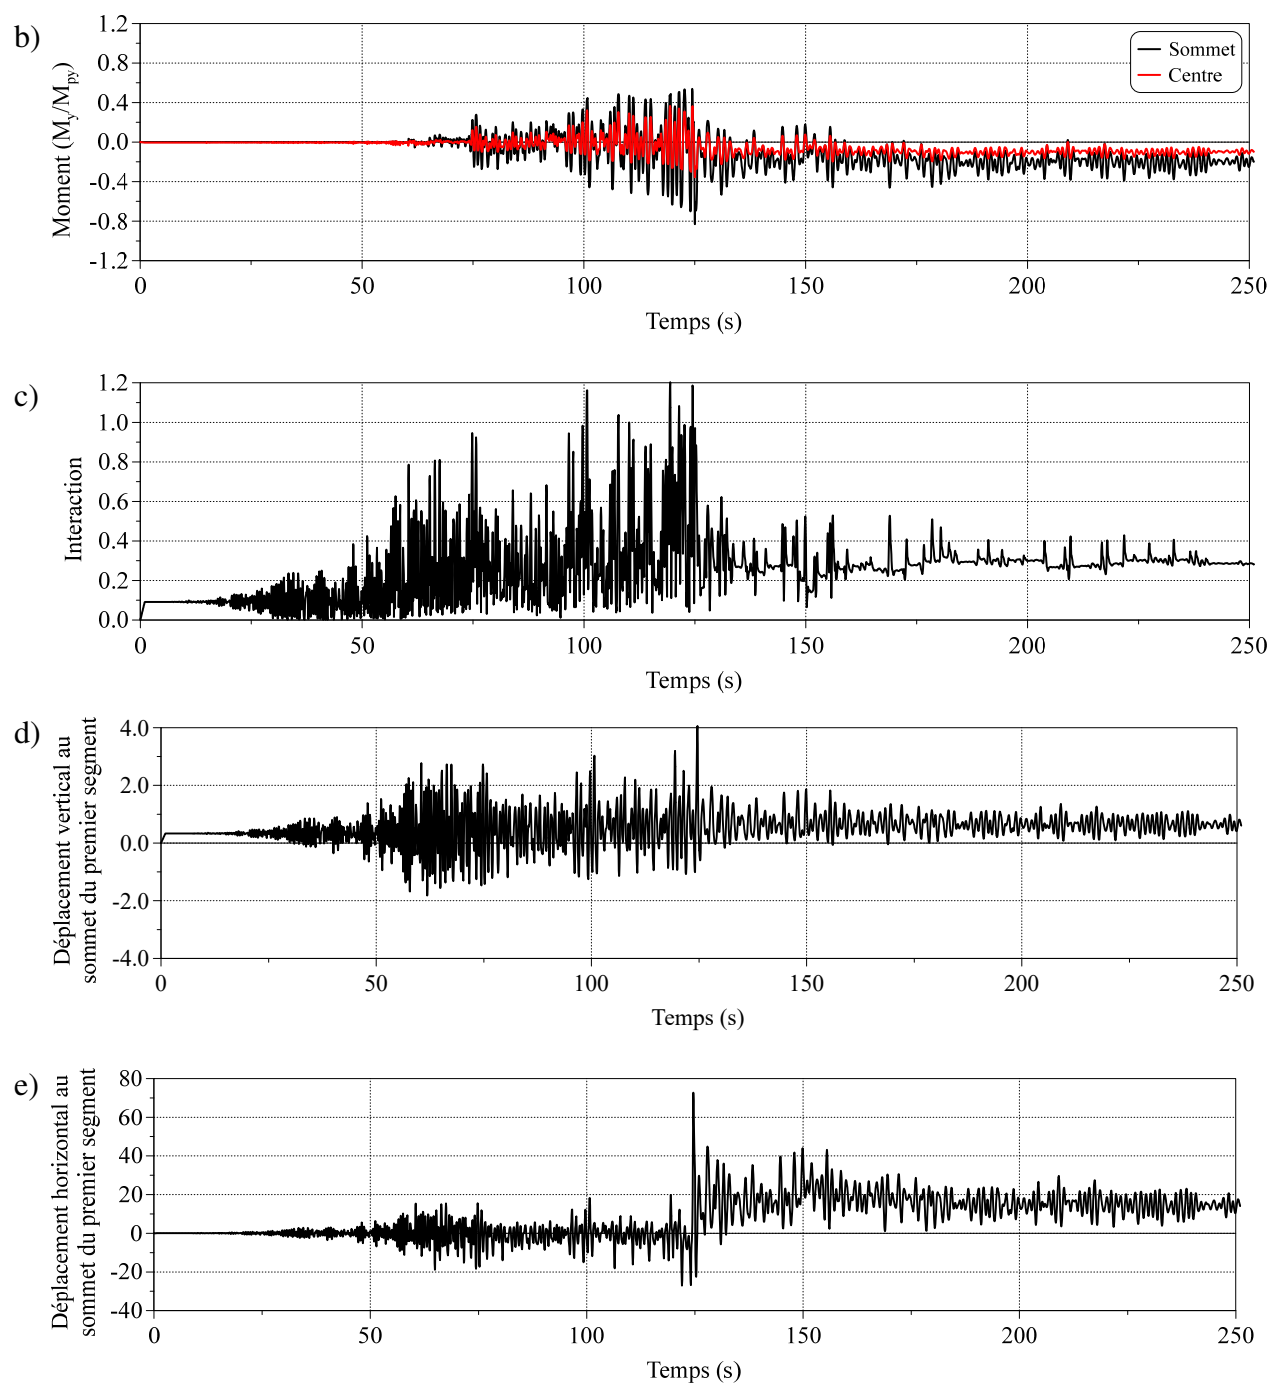 b)
Moment (My/Mpy)
1.2
0.8
0.4
0.0
-0.4
-0.8
-1.2
Sommet
Centre
0 50 100 150 200 250
Temps (s)
c)
Interaction
1.2
1.0
0.8
0.6
0.4
0.2
0.0
0 50 100 150 200 250
Temps (s)
d)
Déplacement vertical au
sommet du premier segment
4.0
2.0
0.0
-2.0
-4.0
0 50 100 150 200 250
Temps (s)
e)
Déplacement horizontal au
sommet du premier segment
80
60
40
20
0
-20
-40
0 50 100 150 200 250
Temps (s)